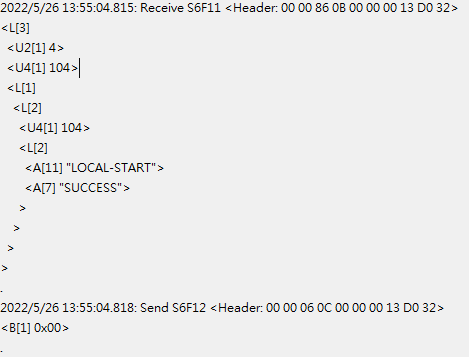 2022/5/26 13:55:04.815: Receive S6F11 <Header: 00 00 86 0B 00 00 00 13 D0 32>
<L[3]
<U2[1] 4>
<U4[1] 104>
<L[1]
<L[2]
<U4[1] 104>
<L[2]
<A[11] "LOCAL-START">
<A[7] "SUCCESS">
>
>
>
>
.
2022/5/26 13:55:04.818: Send S6F12 <Header: 00 00 06 0C 00 00 00 13 D0 32>
<B[1] 0x00>
.